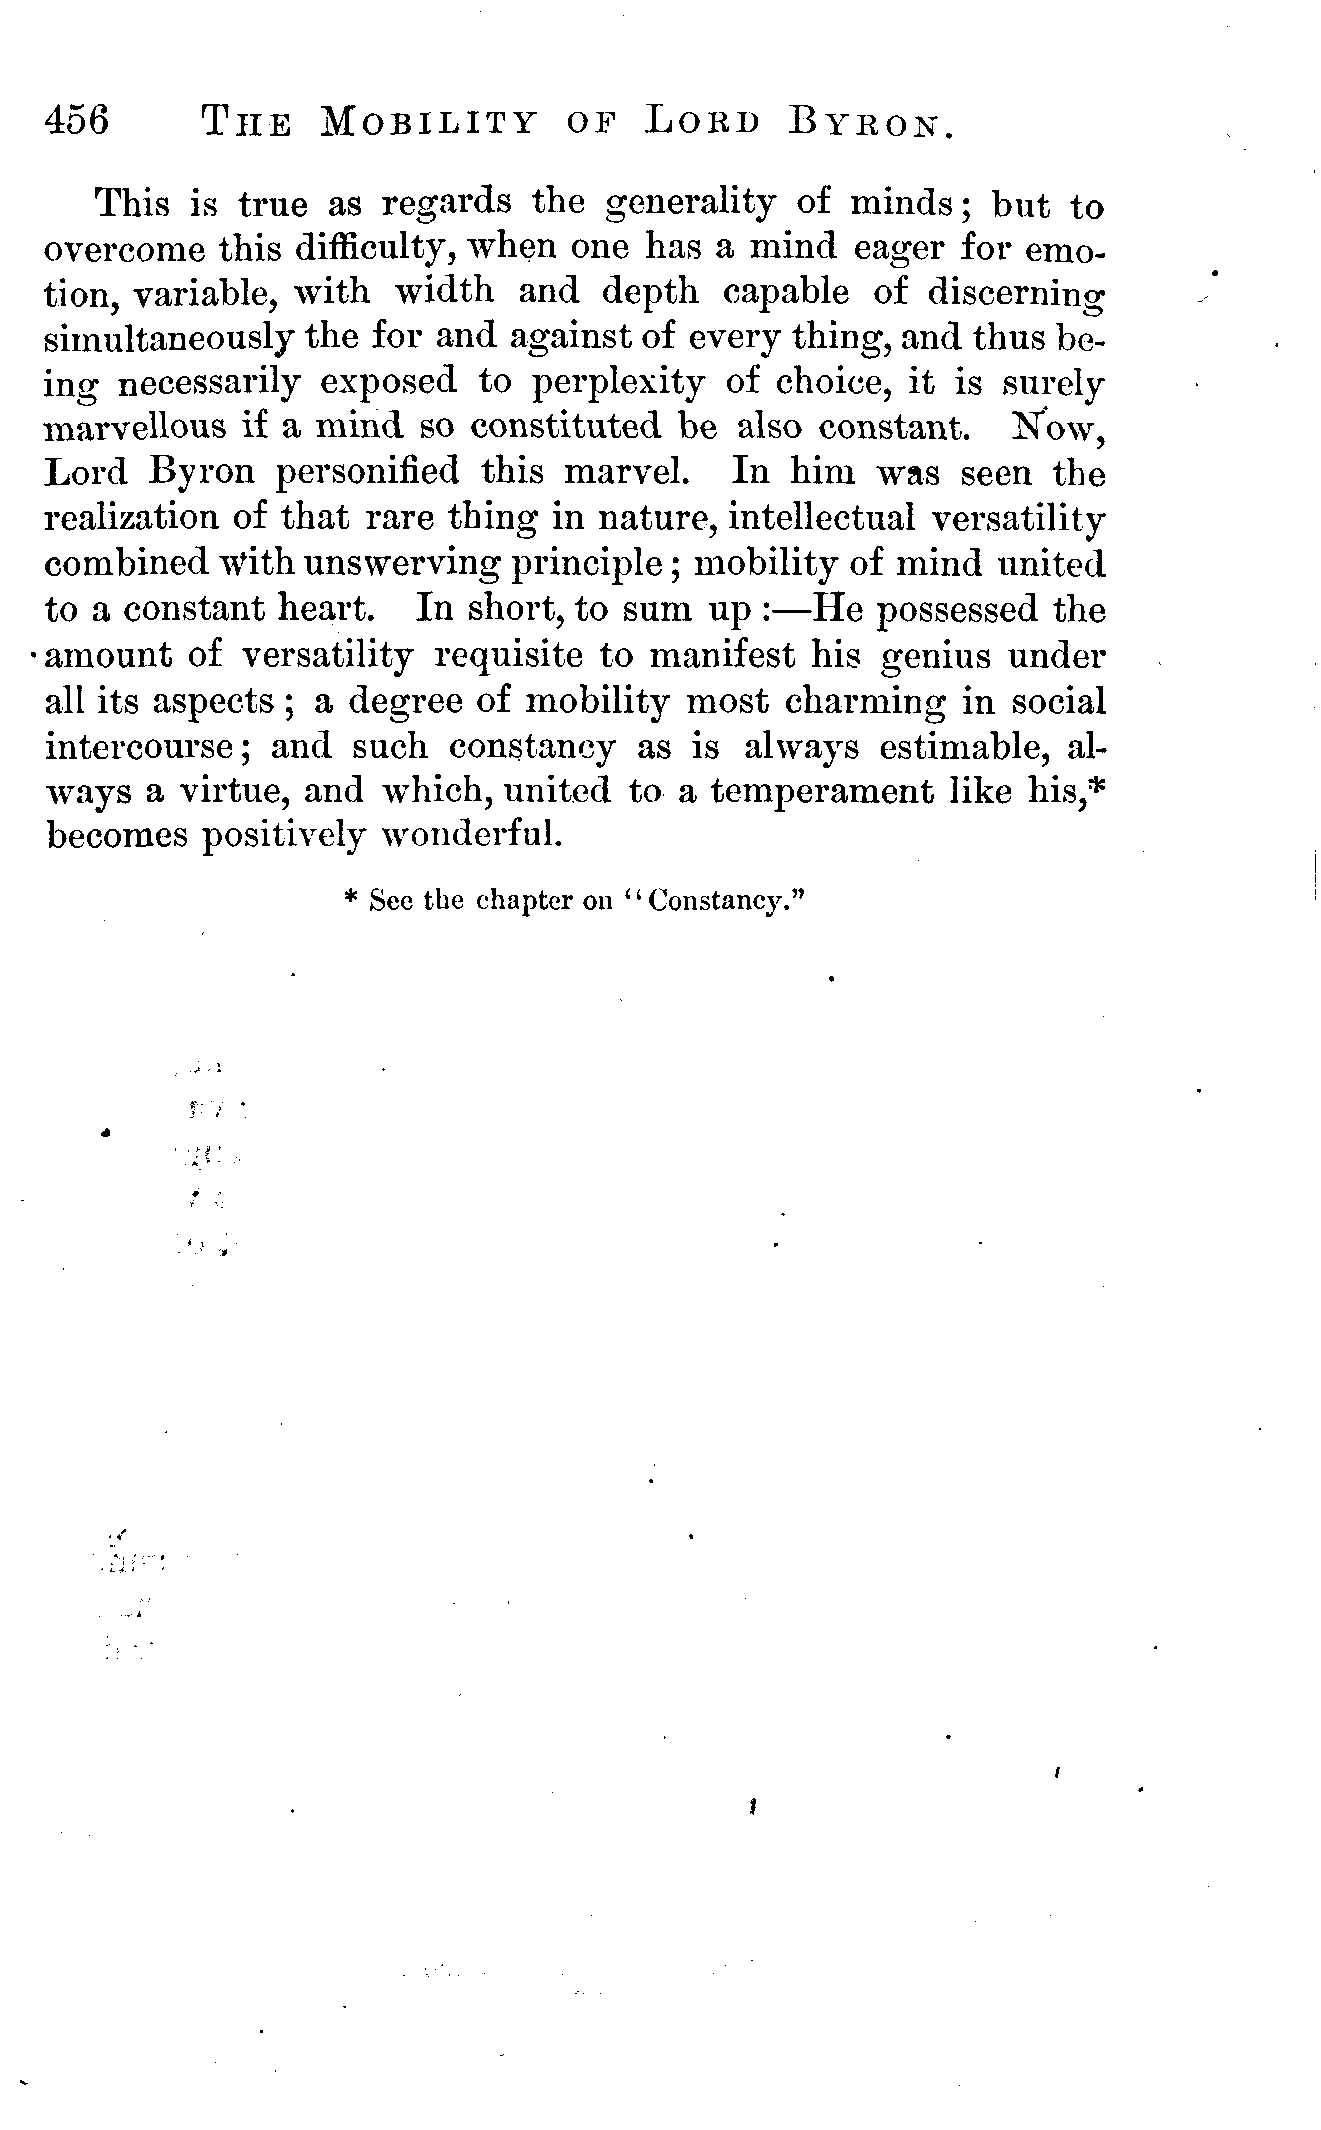 456 THE MOBILITY OF LORD BYRON.
This is true as regards the generality of minds; but to
overcome this difficulty, when one has a mind eager for emo-
tion, variable, with width and depth capable of discerning
simultaneously the for and against of every thing, and thus be-
ing necessarily exposed to perplexity of choice, it is surely
marvellous if a mind so constituted be also constant. Now,
Lord Byron personified this marvel. In him was seen the
realization of that rare thing in nature, intellectual versatility
combined with unswerving principle; mobility of mind united
to a constant heart. In short, to sum up:—He possessed the
amount of versatility requisite to manifest his genius under
all its aspects; a degree of mobility most charming in social
intercourse; and such constancy as is always estimable, al-
ways a virtue, and which, united to a temperament like his,*
becomes positively wonderful.
* See the chapter on "Constancy."